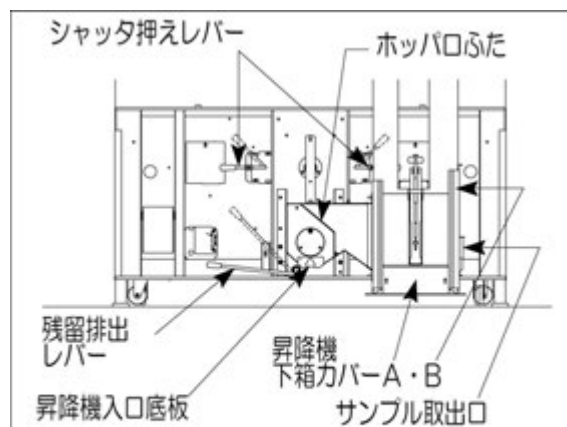 シャッタ押えレバー
ホッパ口ふた
残留排出
レバー
昇降機
下箱カバーA・B
昇降機入口底板
サンプル取出口